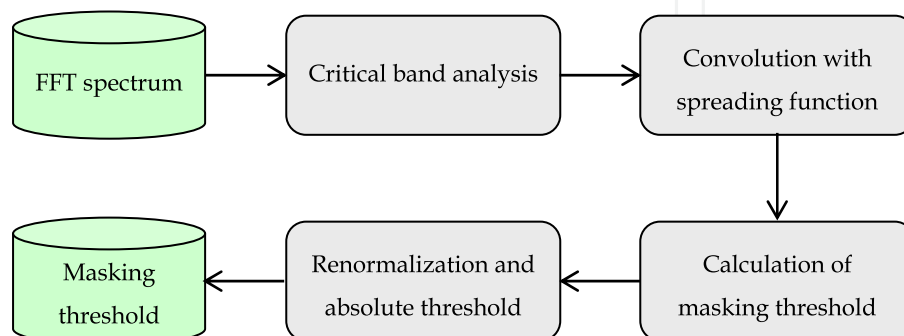 FFT spectrum
Critical band analysis
Convolution with
spreading function
Calculation of
masking threshold
Renormalization and
absolute threshold
Masking
threshold